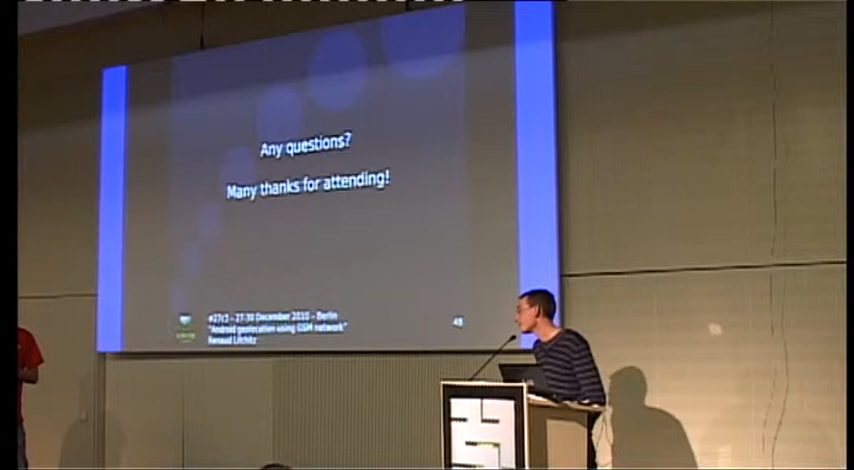 Any questions?
Many thanks for attending!
#27c3 - 27-30 December 2010 - Berlin
"Android geolocation using GSM network"
Renaud Lifchitz